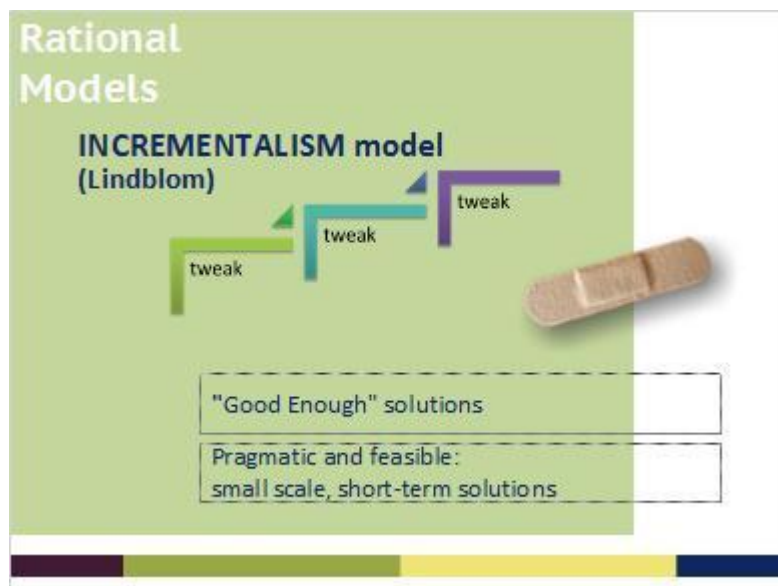 Rational
Models
INCREMENTALISM model
(Lindblom)
tweak
tweak
tweak
"Good Enough" solutions
Pragmatic and feasible:
small scale, short-term solutions